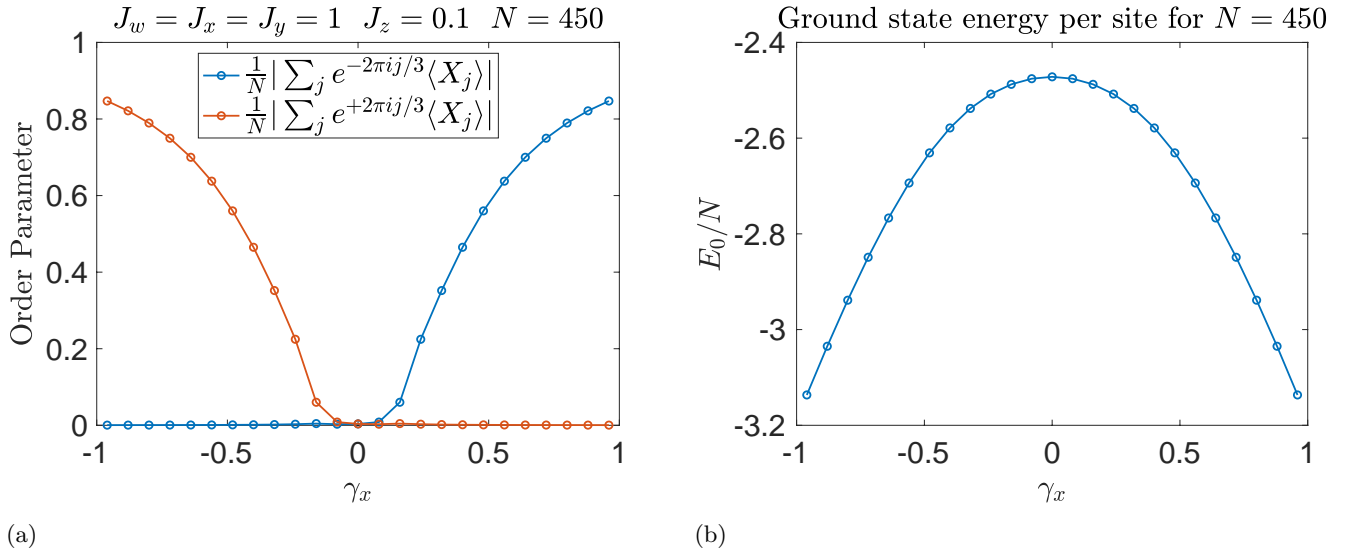 J_w = J_x = J_y = 1 J_z = 0.1 N = 450
1
0.8
0.6
0.4
0.2
0
-1
-0.5
0
0.5
1
Order Parameter
γ_x
1/N|∑_j e^{-2πij/3}⟨X_j⟩|
1/N|∑_j e^{+2πij/3}⟨X_j⟩|
(a)
Ground state energy per site for N = 450
-2.4
-2.6
-2.8
-3
-3.2
-1
-0.5
0
0.5
1
E_0/N
γ_x
(b)